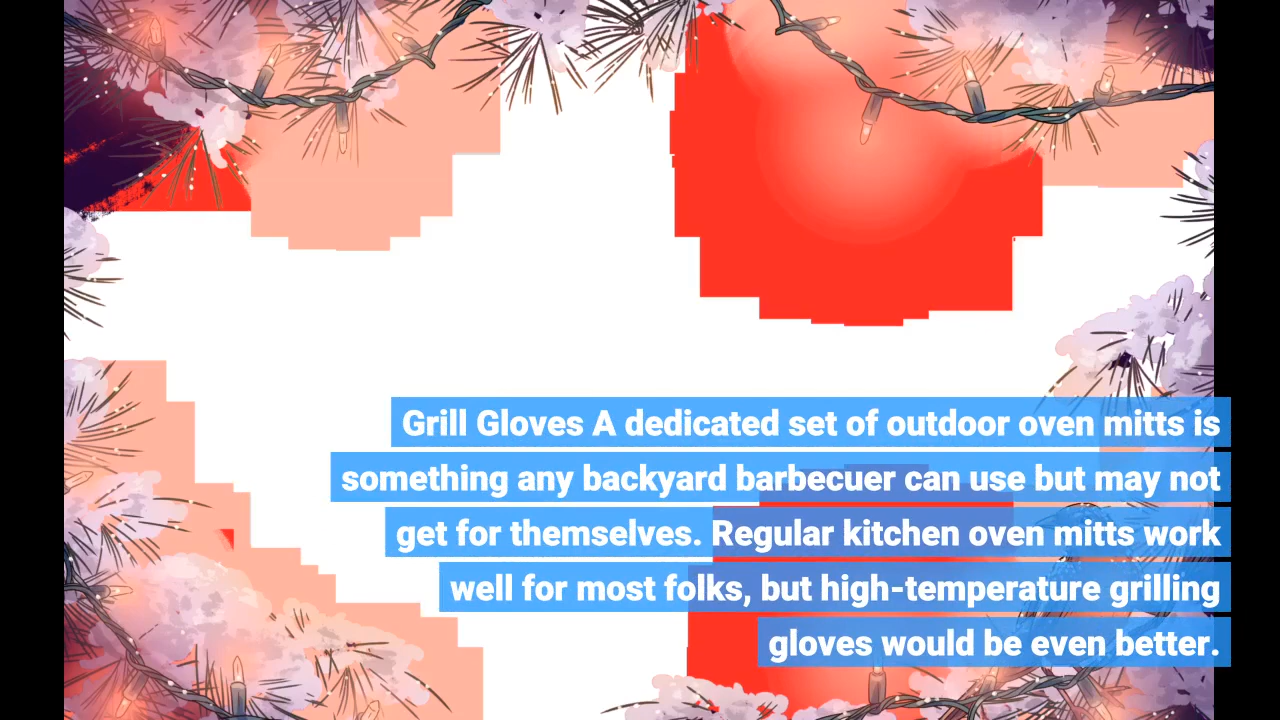 Grill Gloves A dedicated set of outdoor oven mitts is
something any backyard barbecuer can use but may not
get for themselves. Regular kitchen oven mitts work
well for most folks, but high-temperature grilling
gloves would be even better.